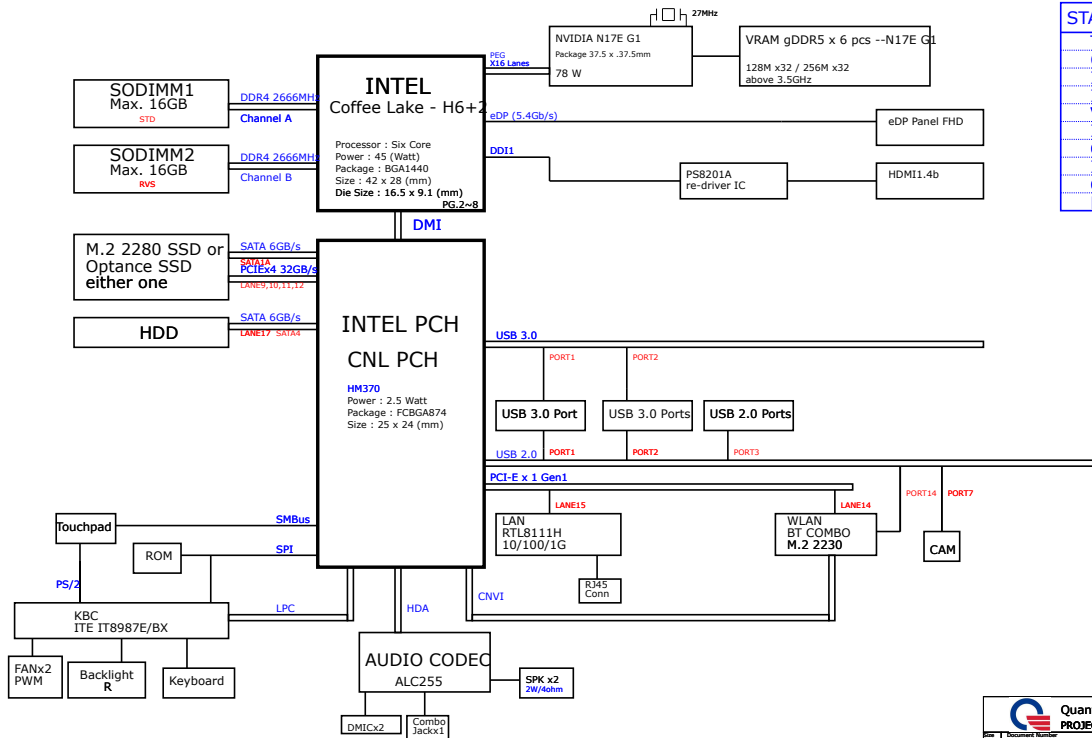 27MHz
NVIDIA N17E G1
Package 37.5 x .37.5mm
78 W
VRAM gDDR5 x 6 pcs --N17E G1
128M x32 / 256M x32
above 3.5GHz
PEG
X16 Lanes
INTEL
Coffee Lake - H6+2
Processor : Six Core
Power : 45 (Watt)
Package : BGA1440
Size : 42 x 28 (mm)
Die Size : 16.5 x 9.1 (mm)
PG.2~8
SODIMM1
Max. 16GB
STD
DDR4 2666MHz
Channel A
SODIMM2
Max. 16GB
RVS
DDR4 2666MHz
Channel B
eDP (5.4Gb/s)
eDP Panel FHD
DDI1
PS8201A
re-driver IC
HDMI1.4b
DMI
M.2 2280 SSD or
Optance SSD
either one
SATA 6GB/s
SATA1A
PCIEx4 32GB/s
LANE9,10,11,12
HDD
SATA 6GB/s
LANE17 SATA4
INTEL PCH
CNL PCH
HM370
Power : 2.5 Watt
Package : FCBGA874
Size : 25 x 24 (mm)
USB 3.0
PORT1
PORT2
USB 3.0 Port
USB 3.0 Ports
USB 2.0 Ports
USB 2.0
PORT1
PORT2
PORT3
PCI-E x 1 Gen1
LANE15
LANE14
PORT14
PORT7
LAN
RTL8111H
10/100/1G
RJ45
Conn
WLAN
BT COMBO
M.2 2230
CAM
Touchpad
SMBus
ROM
SPI
PS/2
KBC
ITE IT8987E/BX
LPC
HDA
CNVI
FANx2
PWM
Backlight
R
Keyboard
AUDIO CODEC
ALC255
SPK x2
2W/4ohm
DMICx2
Combo
Jackx1
STA
Quan
PROJE
Size
Document Number